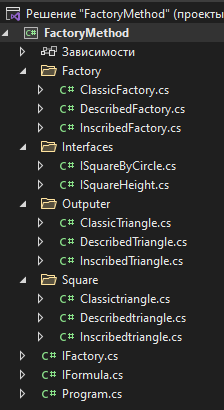 Решение "FactoryMethod" (проекты
FactoryMethod
Зависимости
Factory
ClassicFactory.cs
DescribedFactory.cs
InscribedFactory.cs
Interfaces
ISquareByCircle.cs
ISquareHeight.cs
Outputer
ClassicTriangle.cs
DescribedTriangle.cs
InscribedTriangle.cs
Square
Classictriangle.cs
Describedtriangle.cs
Inscribedtriangle.cs
IFactory.cs
IFormula.cs
Program.cs